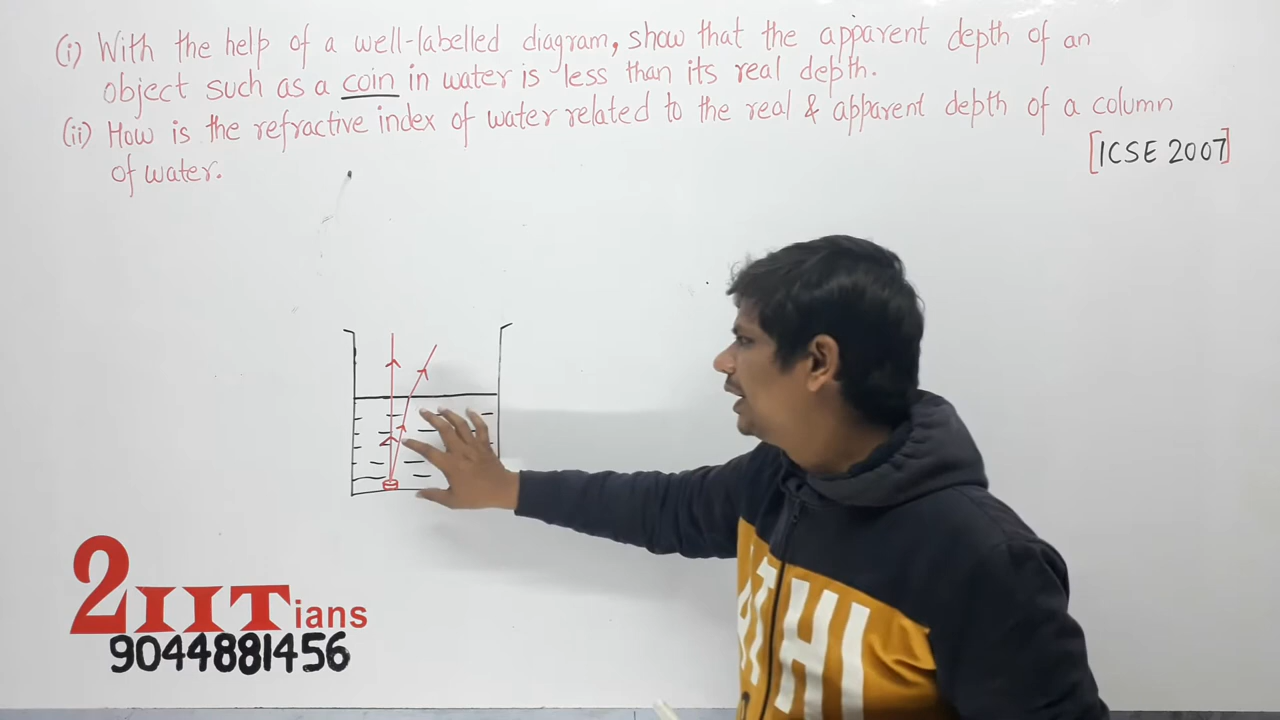 (i) With the help of a well-labelled diagram, show that the apparent depth of an
object such as a coin in water is less than its real depth.
(ii) How is the refractive index of water related to the real & apparent depth of a column
of water.
[ICSE 2007]
2IITians
9044881456